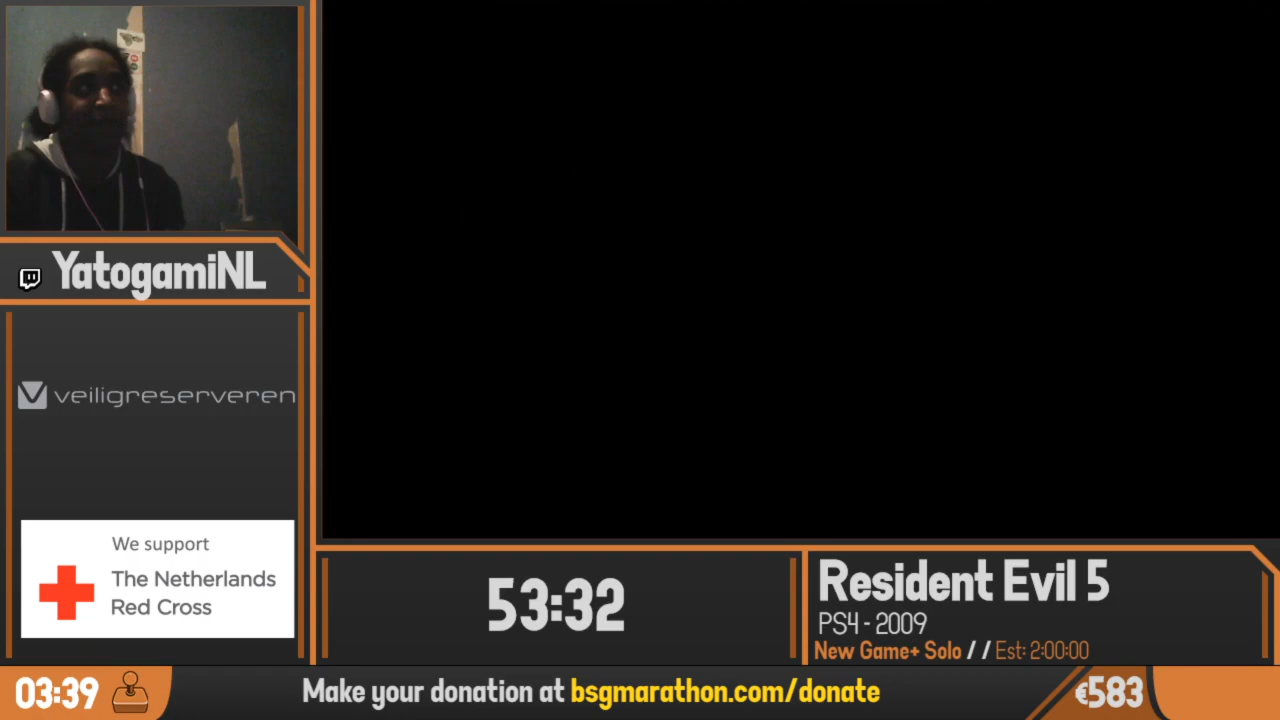 YatogamiNL
veiligreserveren
We support
The Netherlands
Red Cross
53:32
Resident Evil 5
PS4 - 2009
New Game+ Solo / / Est: 2:00:00
03:39
Make your donation at bsgmarathon.com/donate
€583